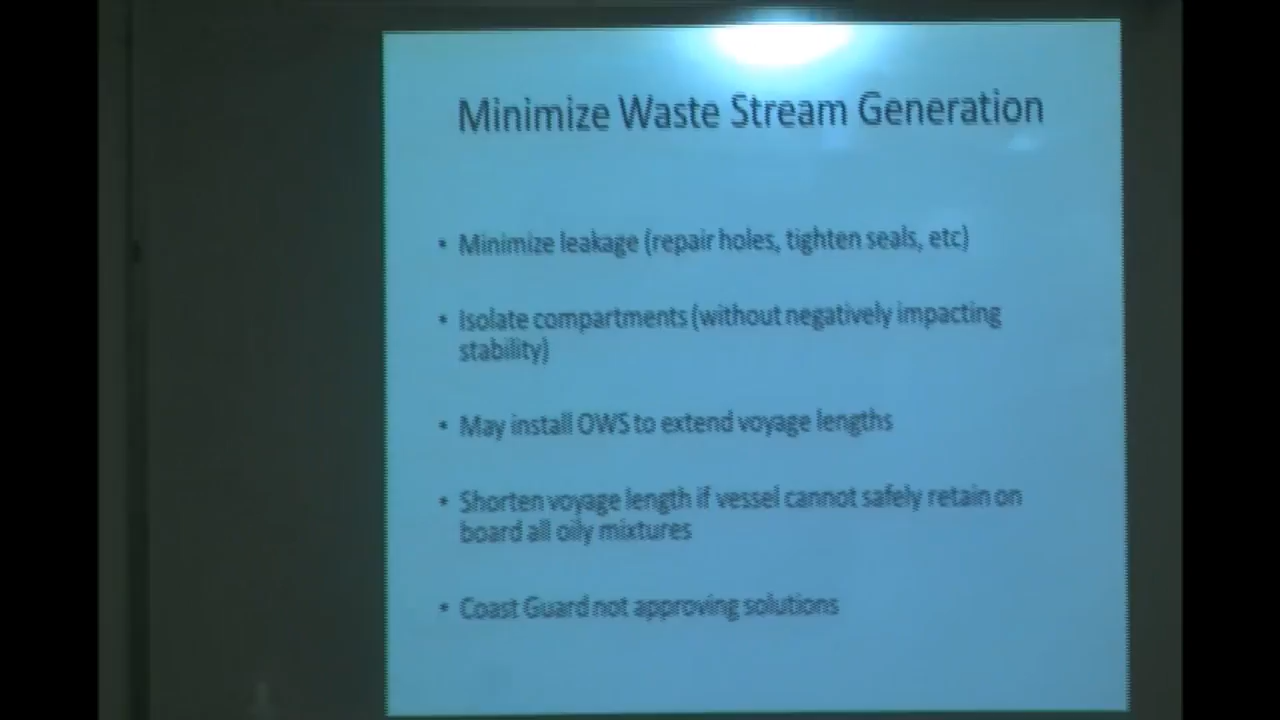 Minimize Waste Stream Generation
• Minimize leakage (repair holes, tighten seals, etc)
• Isolate compartments (without negatively impacting
stability)
• May install OWS to extend voyage lengths
• Shorten voyage length if vessel cannot safely retain on
board all oily mixtures
• Coast Guard not approving solutions